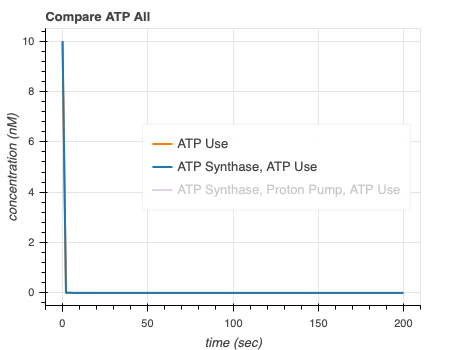 Compare ATP All
10
8
6
4
2
0
concentration (nM)
ATP Use
ATP Synthase, ATP Use
ATP Synthase, Proton Pump, ATP Use
0
50
100
150
200
time (sec)